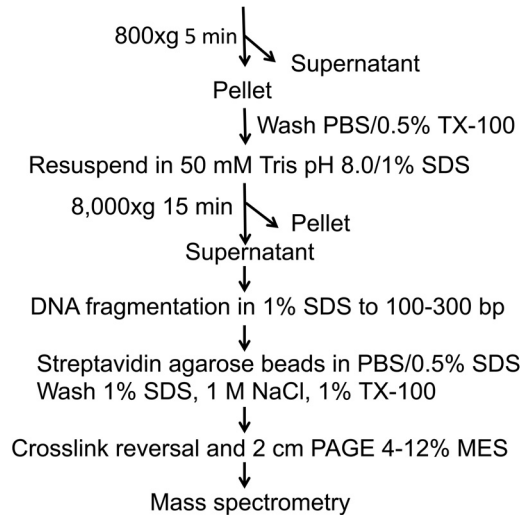 800xg 5 min
Supernatant
Pellet
Wash PBS/0.5% TX-100
Resuspend in 50 mM Tris pH 8.0/1% SDS
8,000xg 15 min
Pellet
Supernatant
DNA fragmentation in 1% SDS to 100-300 bp
Streptavidin agarose beads in PBS/0.5% SDS
Wash 1% SDS, 1 M NaCl, 1% TX-100
Crosslink reversal and 2 cm PAGE 4-12% MES
Mass spectrometry